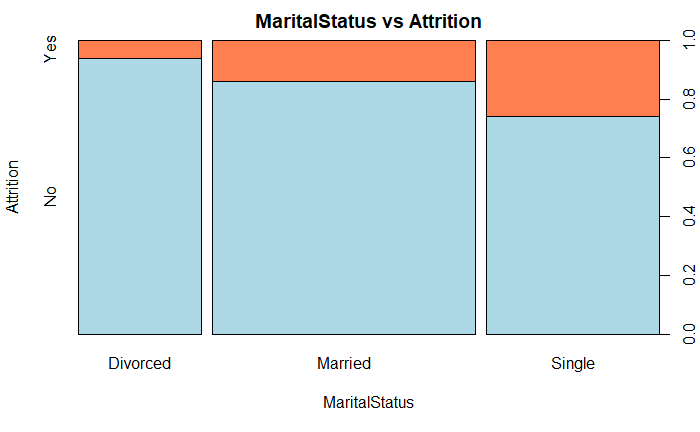 MaritalStatus vs Attrition
Yes
No
Attrition
1.0
0.8
0.6
0.4
0.2
0.0
Divorced
Married
Single
MaritalStatus